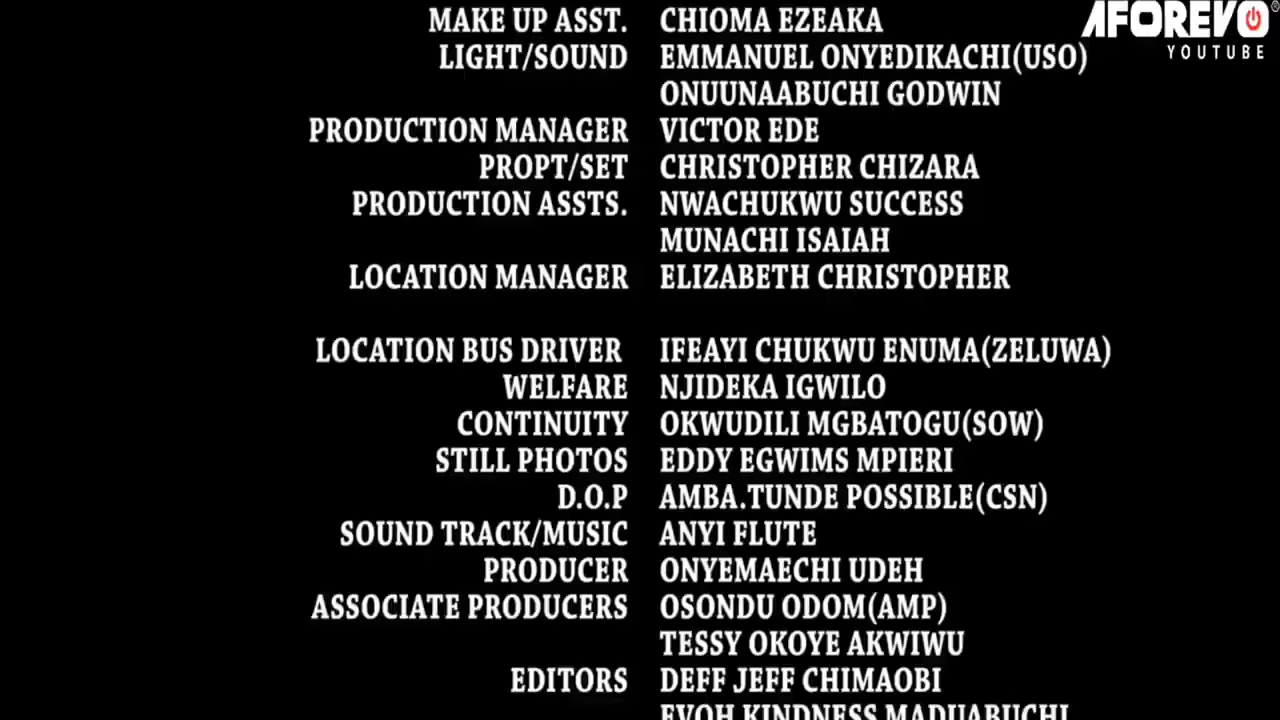 MAKE UP ASST. CHIOMA EZEAKA
LIGHT/SOUND EMMANUEL ONYEDIKACHI(USO)
ONUUNAABUCHI GODWIN
PRODUCTION MANAGER VICTOR EDE
PROPT/SET CHRISTOPHER CHIZARA
PRODUCTION ASSTS. NWACHUKWU SUCCESS
MUNACHI ISAIAH
LOCATION MANAGER ELIZABETH CHRISTOPHER
LOCATION BUS DRIVER IFEAYI CHUKWU ENUMA(ZELUWA)
WELFARE NJIDEKA IGWILO
CONTINUITY OKWUDILI MGBATOGU(SOW)
STILL PHOTOS EDDY EGWIMS MPIERI
D.O.P AMBA.TUNDE POSSIBLE(CSN)
SOUND TRACK/MUSIC ANYI FLUTE
PRODUCER ONYEMAECHI UDEH
ASSOCIATE PRODUCERS OSONDU ODOM(AMP)
TESSY OKOYE AKWIWU
EDITORS DEFF JEFF CHIMAOBI
EVOH KINDNESS MADUABUCHI
AFOREVO®
YOUTUBE